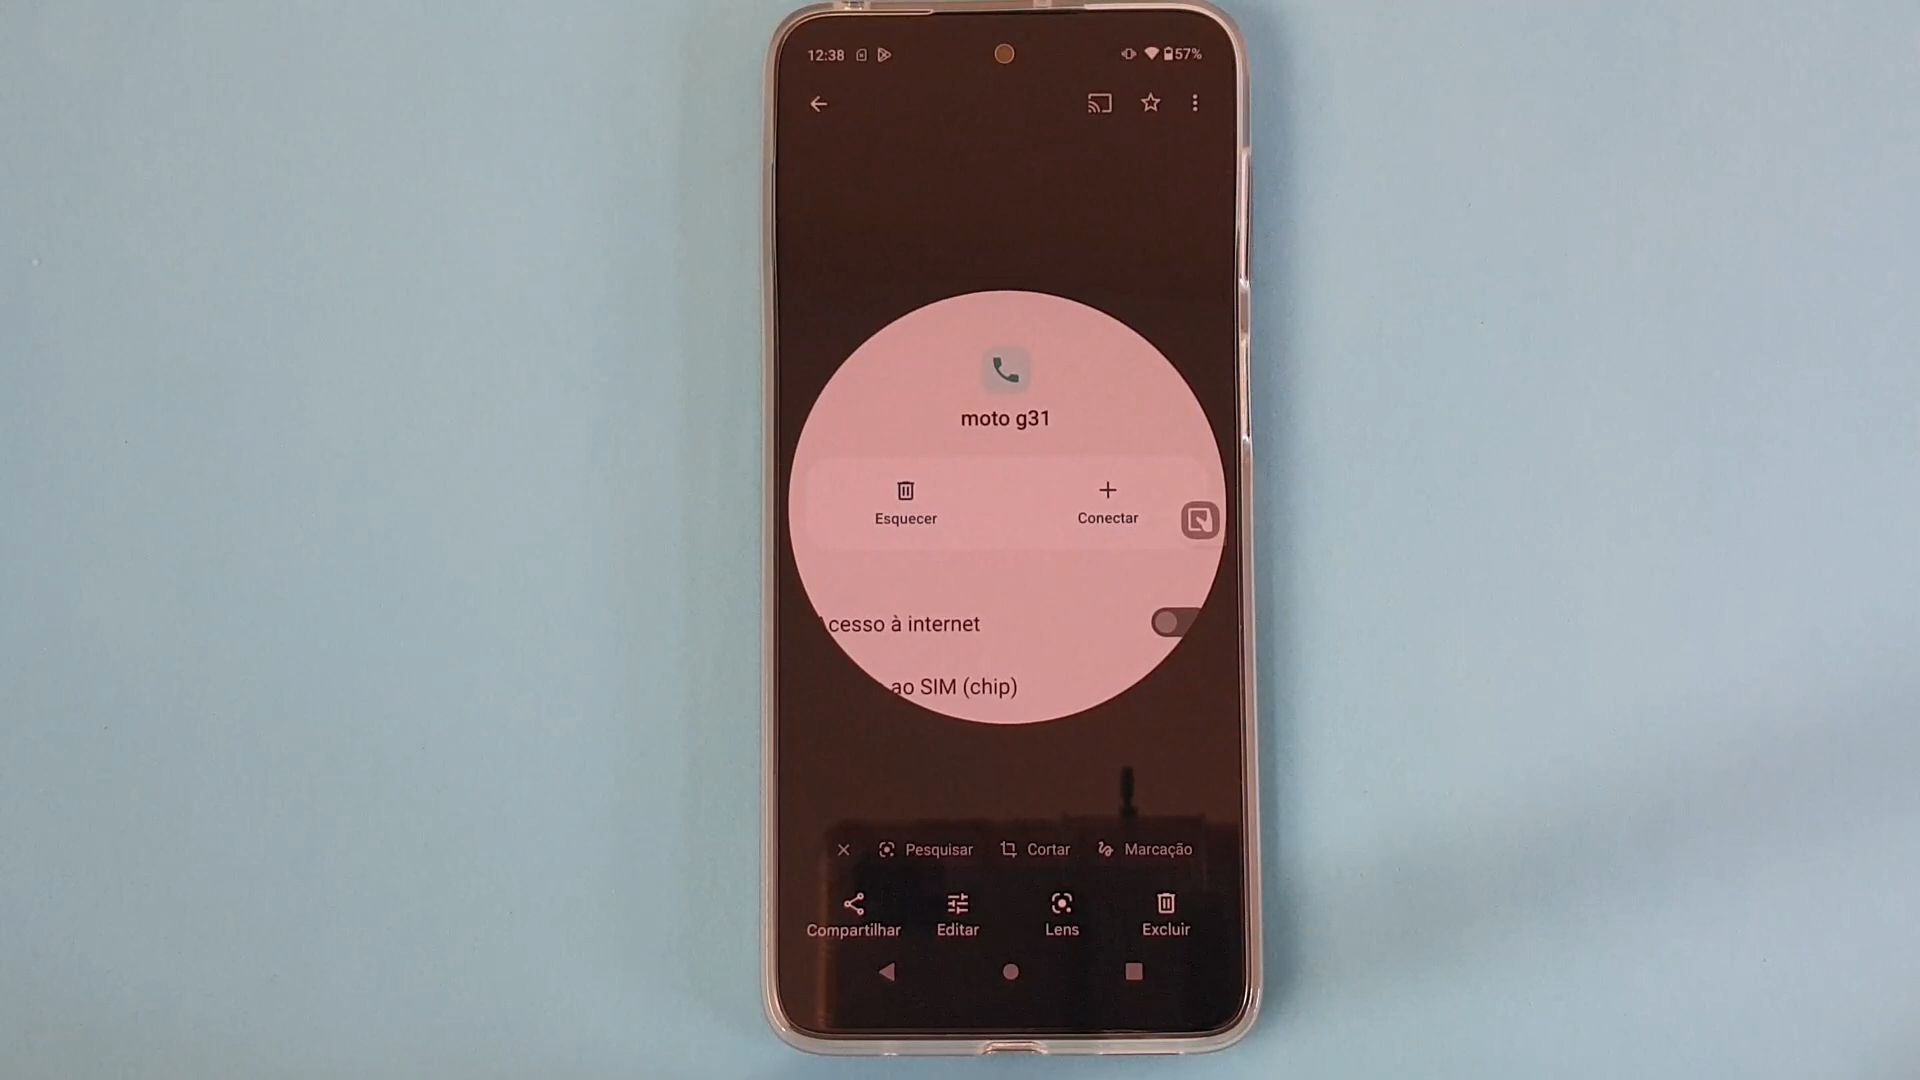 12:38 57%
moto g31
Esquecer Conectar
cesso à internet
ao SIM (chip)
Pesquisar Cortar Marcação
Compartilhar Editar Lens Excluir